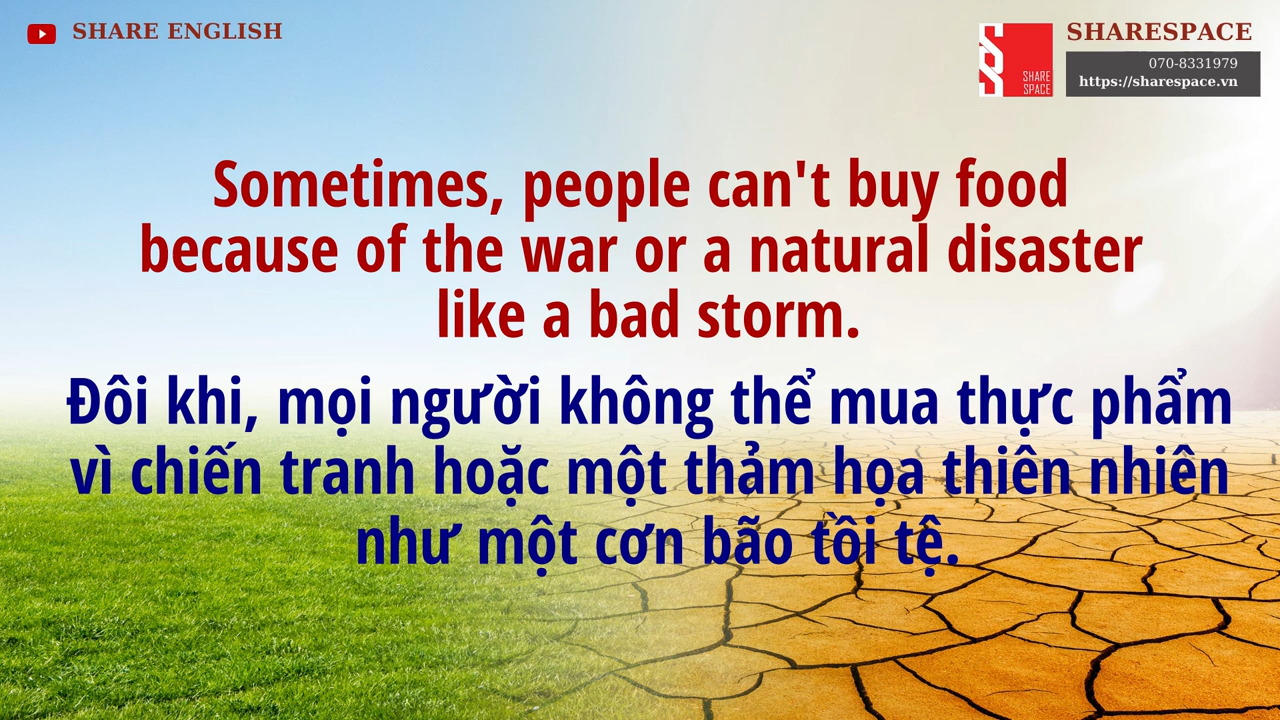 SHARE ENGLISH
SHARESPACE
070-8331979
https://sharespace.vn
SHARE
SPACE
Sometimes, people can't buy food
because of the war or a natural disaster
like a bad storm.
Đôi khi, mọi người không thể mua thực phẩm
vì chiến tranh hoặc một thảm họa thiên nhiên
như một cơn bão tồi tệ.